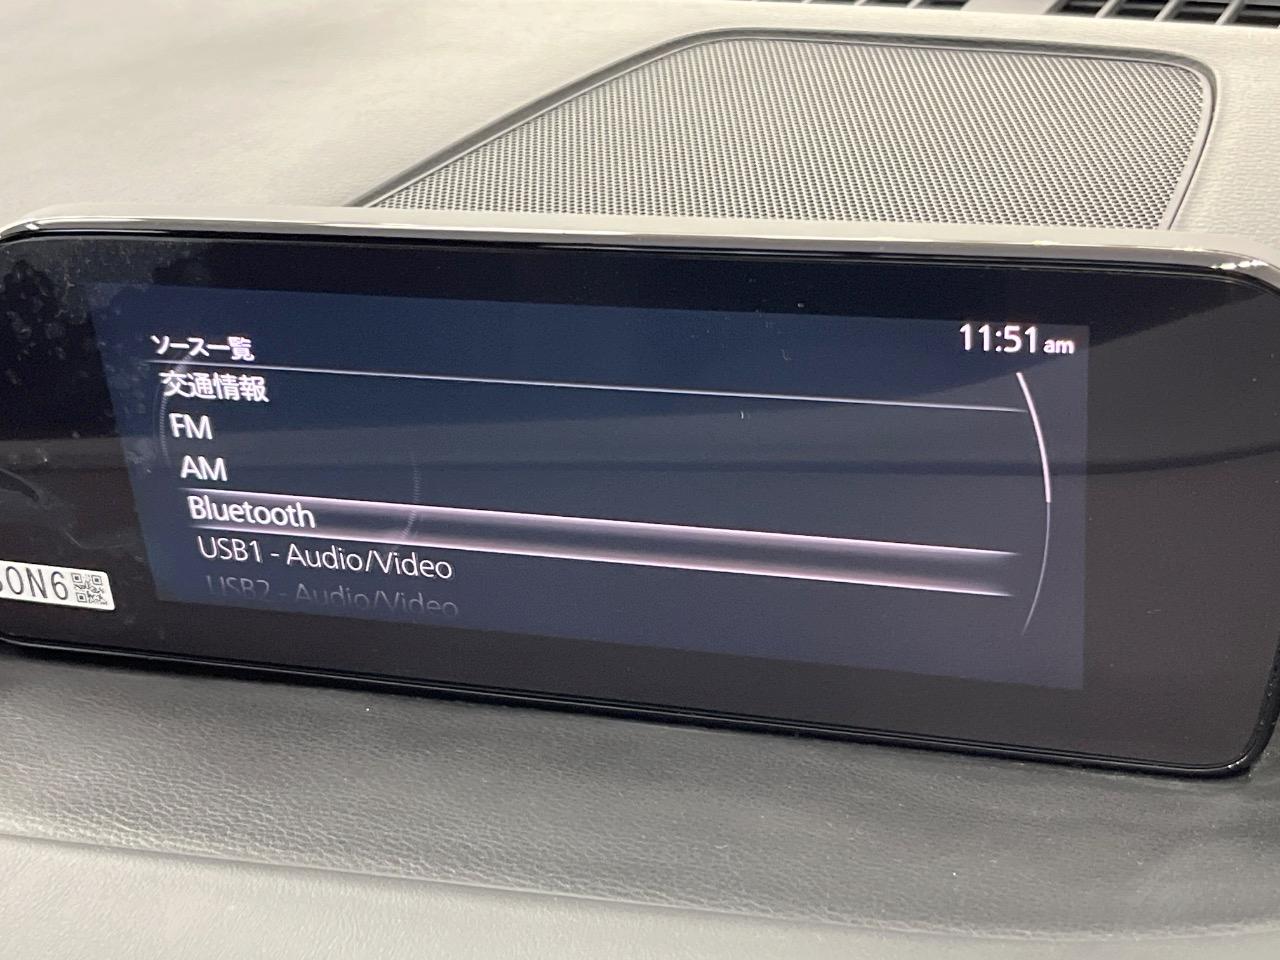 ソース一覧
11:51 am
交通情報
FM
AM
Bluetooth
USB1 - Audio/Video
USB2 - Audio/Video
ON6